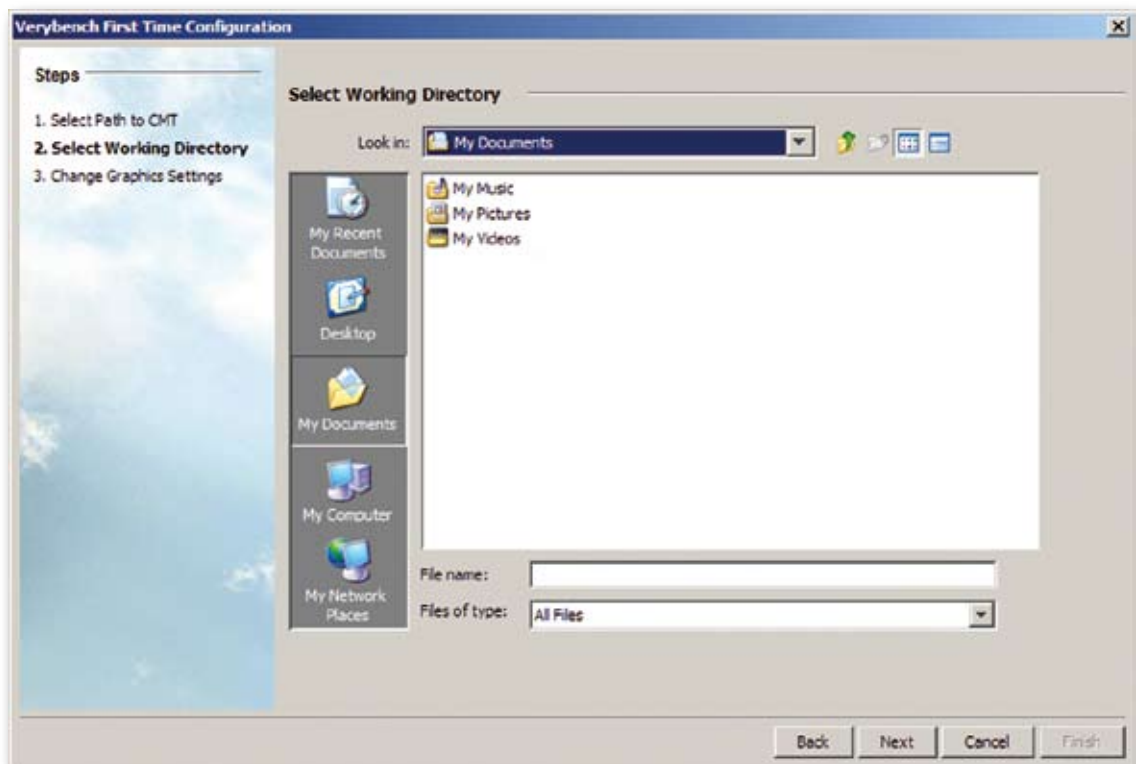 Verybench First Time Configuration
Steps
1. Select Path to CMT
2. Select Working Directory
3. Change Graphics Settings
Select Working Directory
Look in:
My Documents
My Recent
Documents
Desktop
My Documents
My Computer
My Network
Places
My Music
My Pictures
My Videos
File name:
Files of type:
All Files
Back
Next
Cancel
Finish